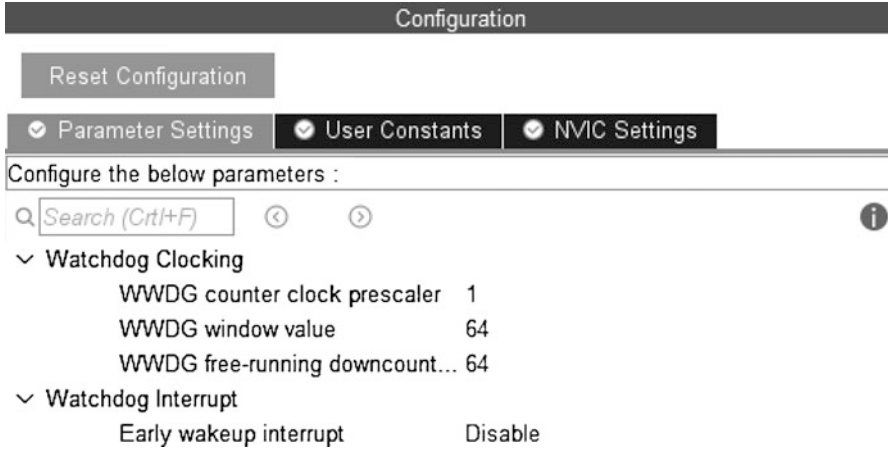 Configuration
Reset Configuration
Parameter Settings User Constants NVIC Settings
Configure the below parameters :
Search (Crtl+F)
Watchdog Clocking
WWDG counter clock prescaler 1
WWDG window value 64
WWDG free-running downcount... 64
Watchdog Interrupt
Early wakeup interrupt Disable